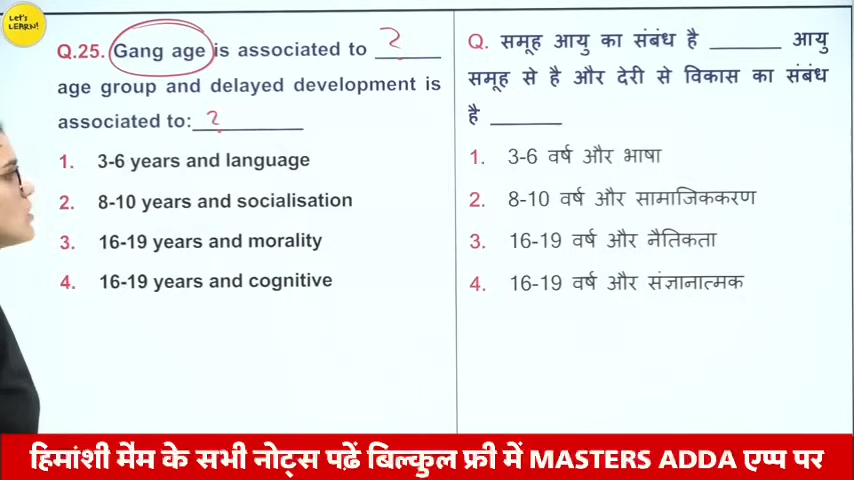 Let's
LEARN!
Q.25. Gang age is associated to ______ 2
age group and delayed development is
associated to: ______ 2
1. 3-6 years and language
2. 8-10 years and socialisation
3. 16-19 years and morality
4. 16-19 years and cognitive
Q. समूह आयु का संबंध है ______ आयु
समूह से है और देरी से विकास का संबंध
है ______
1. 3-6 वर्ष और भाषा
2. 8-10 वर्ष और सामाजिककरण
3. 16-19 वर्ष और नैतिकता
4. 16-19 वर्ष और संज्ञानात्मक
हिमांशी मैम के सभी नोट्स पढ़ें बिल्कुल फ्री में MASTERS ADDA एप्प पर